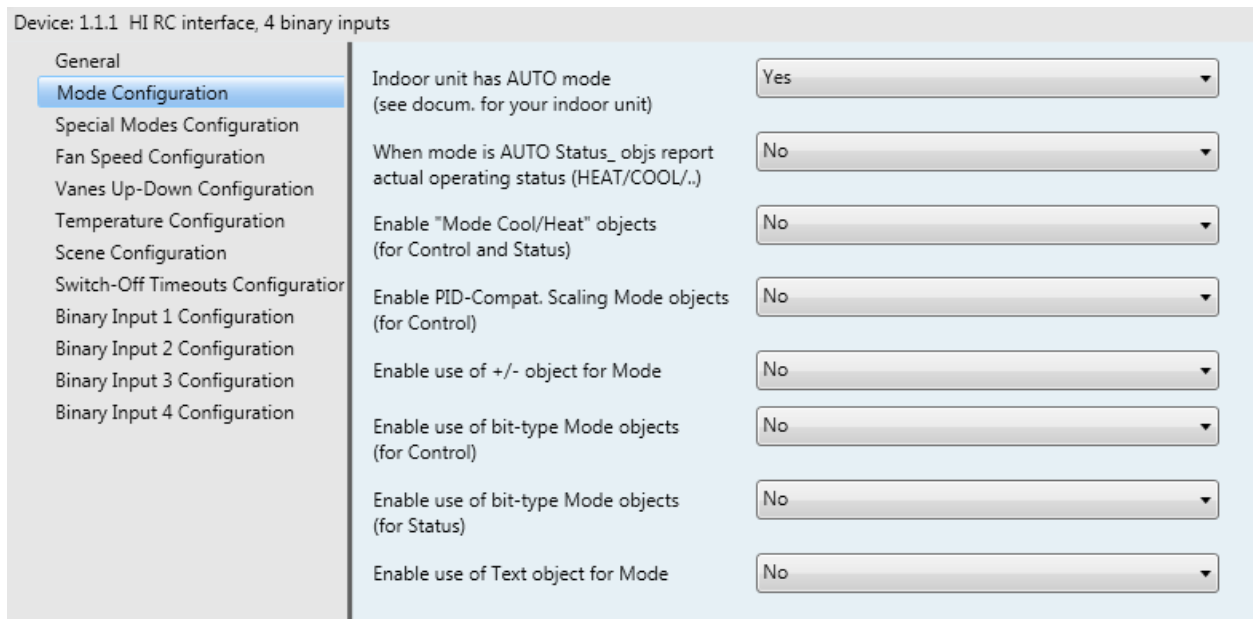 Device: 1.1.1 HI RC interface, 4 binary inputs
General
Mode Configuration
Special Modes Configuration
Fan Speed Configuration
Vanes Up-Down Configuration
Temperature Configuration
Scene Configuration
Switch-Off Timeouts Configuration
Binary Input 1 Configuration
Binary Input 2 Configuration
Binary Input 3 Configuration
Binary Input 4 Configuration
Indoor unit has AUTO mode
(see docum. for your indoor unit)
Yes
When mode is AUTO Status_ objs report
actual operating status (HEAT/COOL/..)
No
Enable "Mode Cool/Heat" objects
(for Control and Status)
No
Enable PID-Compat. Scaling Mode objects
(for Control)
No
Enable use of +/- object for Mode
No
Enable use of bit-type Mode objects
(for Control)
No
Enable use of bit-type Mode objects
(for Status)
No
Enable use of Text object for Mode
No